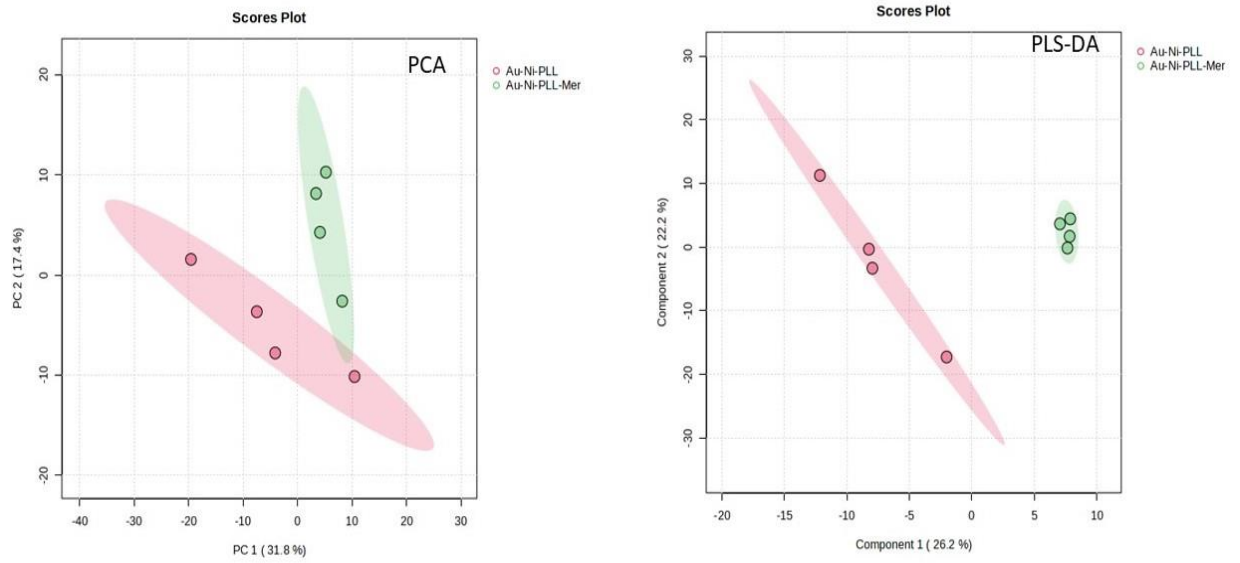 Scores Plot
PCA
Au-Ni-PLL
Au-Ni-PLL-Mer
20
10
0
-10
-20
PC 2 ( 17.4 %)
-40 -30 -20 -10 0 10 20 30
PC 1 ( 31.8 %)
Scores Plot
PLS-DA
Au-Ni-PLL
Au-Ni-PLL-Mer
30
20
10
0
-10
-20
-30
Component 2 ( 22.2 %)
-20 -15 -10 -5 0 5 10
Component 1 ( 26.2 %)